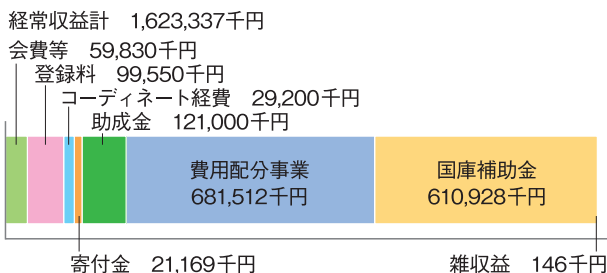 経常収益計　1,623,337千円
会費等　59,830千円
登録料　99,550千円
コーディネート経費　29,200千円
助成金　121,000千円
費用配分事業
681,512千円
国庫補助金
610,928千円
寄付金　21,169千円
雑収益　146千円